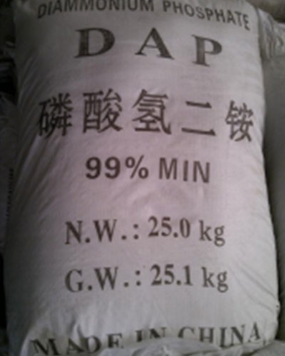 DIAMMONIUM PHOSPHATE
DAP
磷酸氢二铵
99% MIN
N.W.: 25.0 kg
G.W.: 25.1 kg
MADE IN CHINA